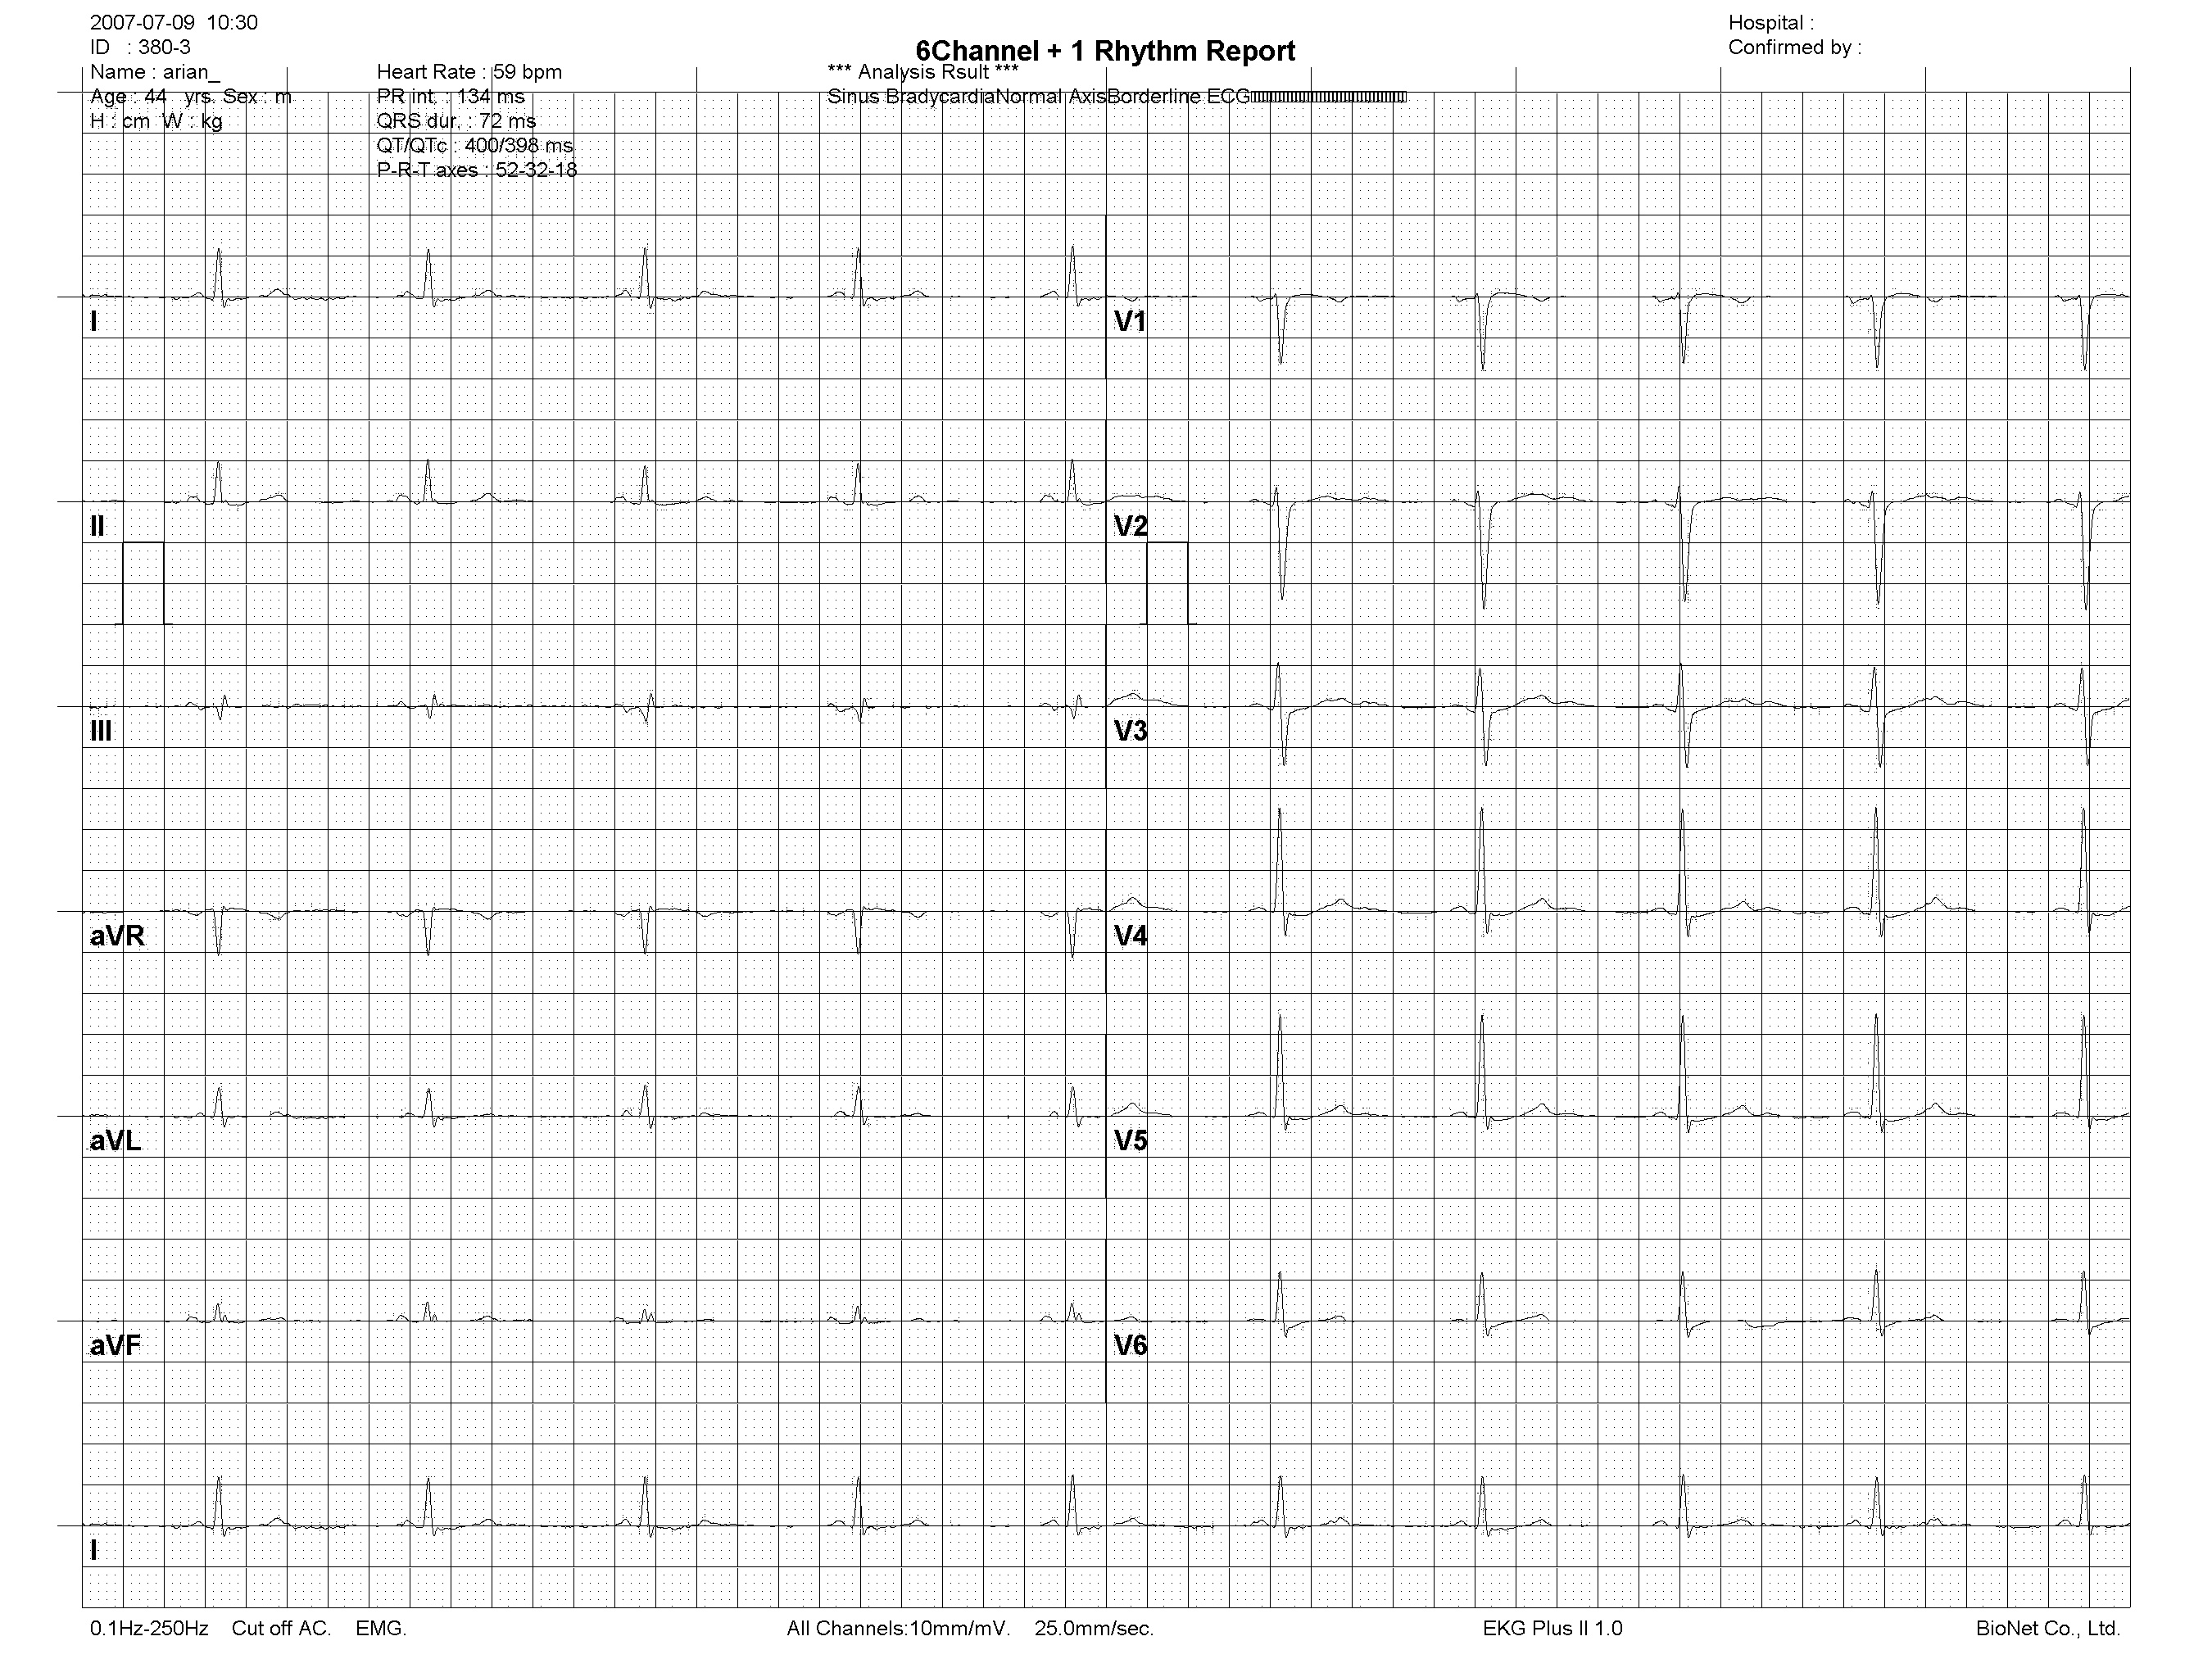 2007-07-09 10:30
Hospital :
ID : 380-3
6Channel + 1 Rhythm Report
Confirmed by :
Name : arian_
Heart Rate : 59 bpm
*** Analysis Rsult ***
Age : 44 yrs. Sex : m
PR int. : 134 ms
Sinus BradycardiaNormal AxisBorderline ECG
H : cm W : kg
QRS dur. : 72 ms
QT/QTc : 400/398 ms
P-R-T axes : 52-32-18
I
V1
II
V2
III
V3
aVR
V4
aVL
V5
aVF
V6
I
0.1Hz-250Hz Cut off AC. EMG.
All Channels:10mm/mV. 25.0mm/sec.
EKG Plus II 1.0
BioNet Co., Ltd.